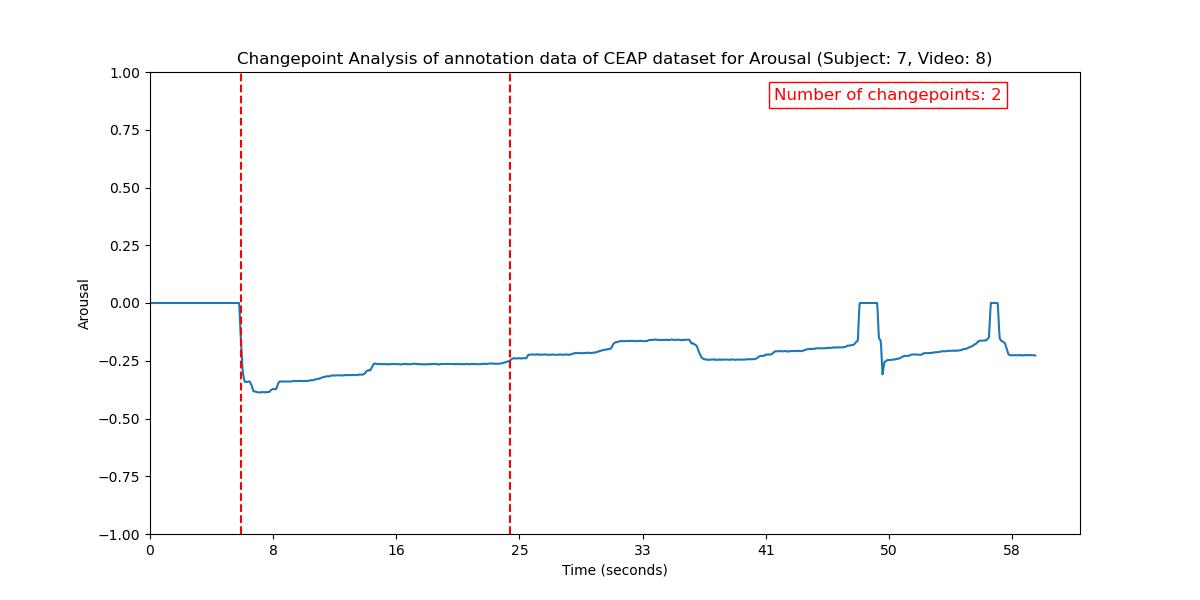 Changepoint Analysis of annotation data of CEAP dataset for Arousal (Subject: 7, Video: 8)
Number of changepoints: 2
1.00
0.75
0.50
0.25
0.00
−0.25
−0.50
−0.75
−1.00
Arousal
0 8 16 25 33 41 50 58
Time (seconds)